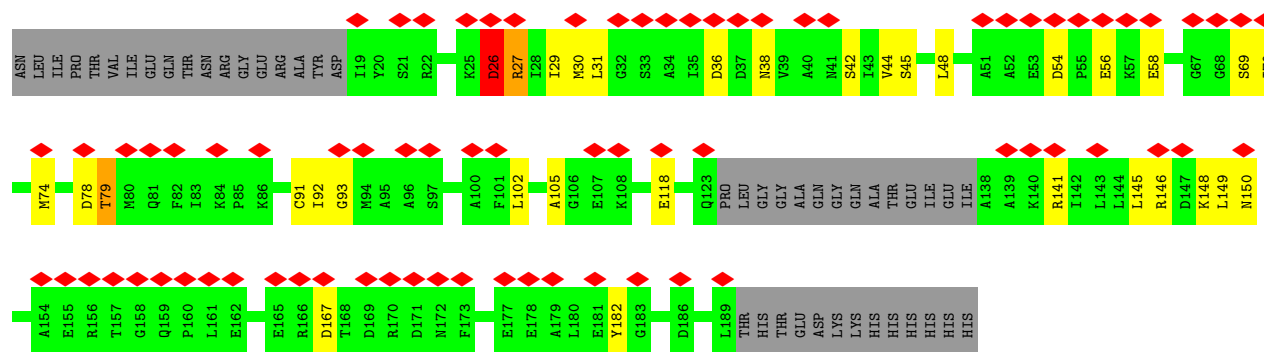 ASN LEU ILE PRO THR VAL ILE GLU GLN THR ASN ARG GLY GLU ARG ALA TYR ASP I19 Y20 S21 R22 K25 D26 R27 I28 I29 M30 L31 G32 S33 A34 I35 D36 D37 N38 V39 A40 N41 S42 I43 V44 S45 L48 A51 A52 E53 D54 P55 E56 K57 E58 G67 G68 S69
M74 D78 T79 M80 Q81 F82 I83 K84 P85 K86 C91 I92 G93 M94 A95 A96 S97 A100 F101 L102 A105 G106 E107 K108 E118 Q123 PRO LEU GLY GLY ALA GLN GLY GLN ALA THR GLU ILE GLU ILE A138 A139 K140 R141 I142 L143 L144 L145 R146 D147 K148 L149 N150
A154 E155 R156 T157 G158 Q159 P160 L161 E162 E165 R166 D167 T168 D169 R170 D171 N172 F173 E177 E178 A179 L180 E181 Y182 G183 D186 L189 THR HIS THR GLU ASP LYS LYS HIS HIS HIS HIS HIS HIS